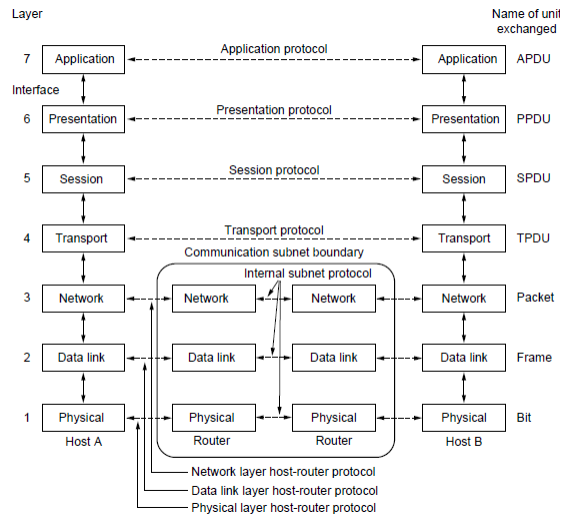 Layer
Name of unit
exchanged
Application protocol
7 Application Application APDU
Interface
Presentation protocol
6 Presentation Presentation PPDU
Session protocol
5 Session Session SPDU
Transport protocol
4 Transport Transport TPDU
Communication subnet boundary
Internal subnet protocol
3 Network Network Network Network Packet
2 Data link Data link Data link Data link Frame
1 Physical Physical Physical Physical Bit
Host A Router Router Host B
Network layer host-router protocol
Data link layer host-router protocol
Physical layer host-router protocol